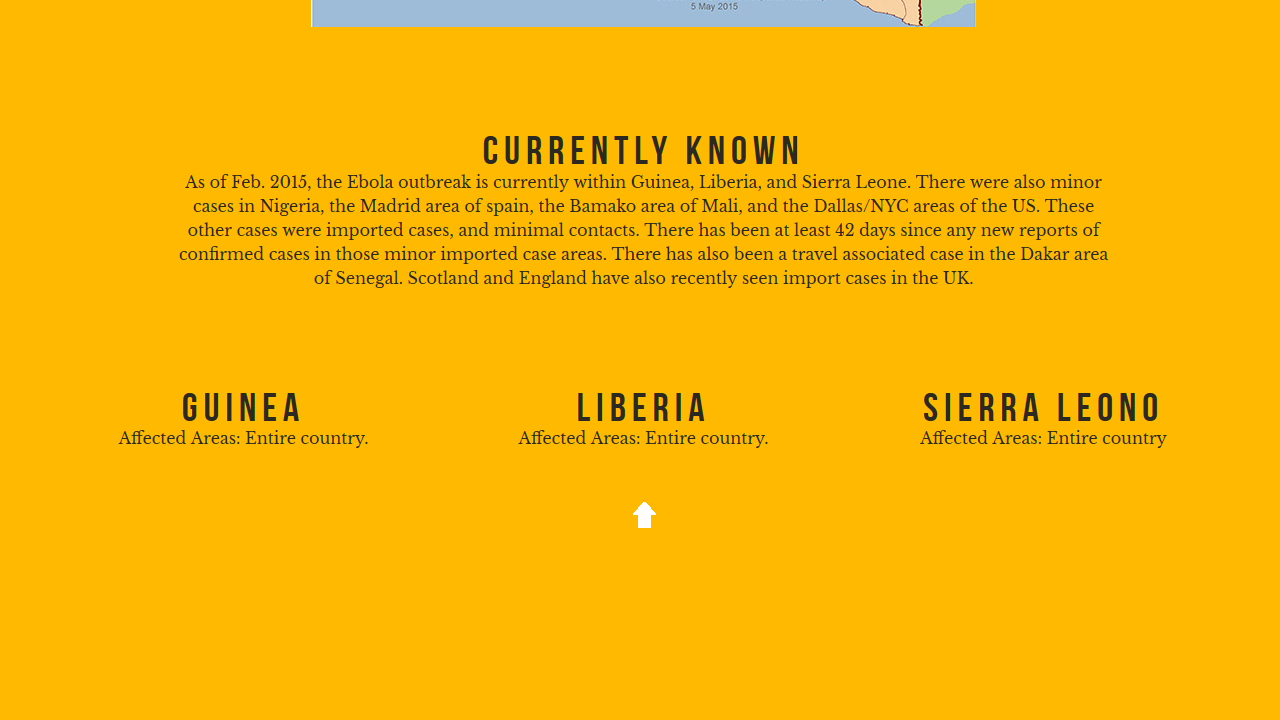 5 May 2015
CURRENTLY KNOWN
As of Feb. 2015, the Ebola outbreak is currently within Guinea, Liberia, and Sierra Leone. There were also minor
cases in Nigeria, the Madrid area of spain, the Bamako area of Mali, and the Dallas/NYC areas of the US. These
other cases were imported cases, and minimal contacts. There has been at least 42 days since any new reports of
confirmed cases in those minor imported case areas. There has also been a travel associated case in the Dakar area
of Senegal. Scotland and England have also recently seen import cases in the UK.
GUINEA
Affected Areas: Entire country.
LIBERIA
Affected Areas: Entire country.
SIERRA LEONO
Affected Areas: Entire country